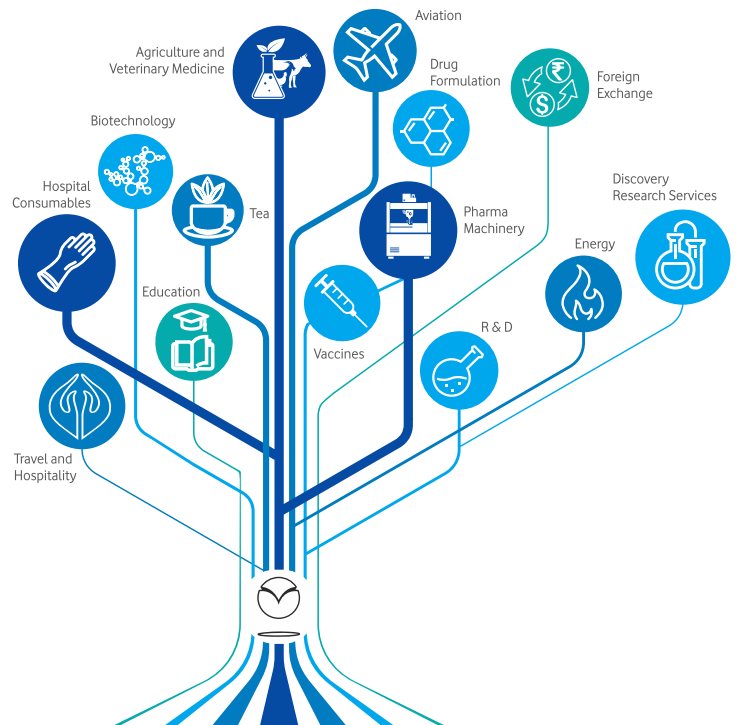 Aviation
Agriculture and
Veterinary Medicine
Drug
Formulation
Foreign
Exchange
₹
$
Biotechnology
Hospital
Consumables
Tea
Pharma
Machinery
Discovery
Research Services
Energy
Education
Vaccines
R & D
Travel and
Hospitality